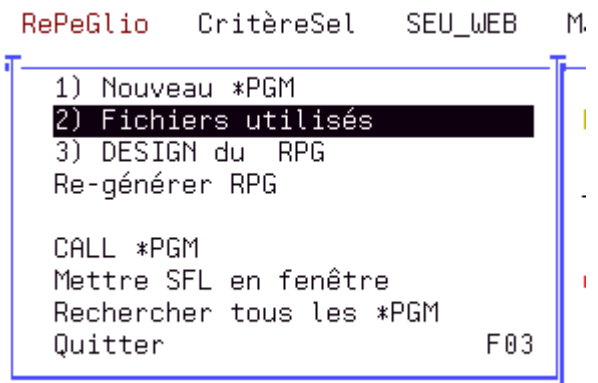 RePeGlio CritèreSel SEU_WEB
1) Nouveau *PGM
2) Fichiers utilisés
3) DESIGN du RPG
Re-générer RPG
CALL *PGM
Mettre SFL en fenêtre
Rechercher tous les *PGM
Quitter F03